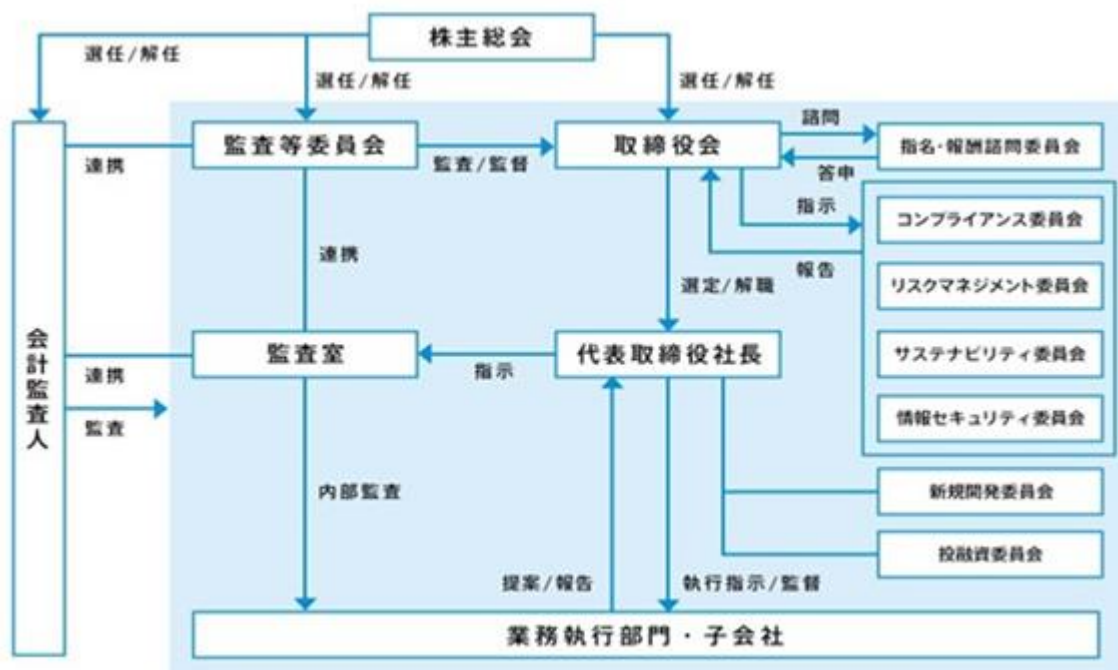 株主総会
選任/解任
選任/解任
選任/解任
監査等委員会
監査/監督
取締役会
諮問
答申
指名・報酬諮問委員会
連携
指示
コンプライアンス委員会
連携
報告
リスクマネジメント委員会
選定/解職
会計監査人
監査室
指示
代表取締役社長
サステナビリティ委員会
連携
監査
情報セキュリティ委員会
内部監査
新規開発委員会
投融資委員会
提案/報告
執行指示/監督
業務執行部門・子会社